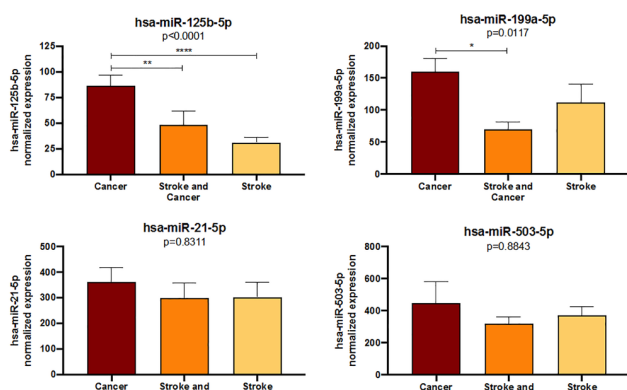 hsa-miR-125b-5p
p<0.0001
****
**
hsa-miR-125b-5p
normalized expression
125
100
75
50
25
0
Cancer
Stroke and
Cancer
Stroke
hsa-miR-199a-5p
p=0.0117
*
hsa-miR-199a-5p
normalized expression
200
150
100
50
0
Cancer
Stroke and
Cancer
Stroke
hsa-miR-21-5p
p=0.8311
hsa-miR-21-5p
normalized expression
500
400
300
200
100
0
Cancer
Stroke and
Stroke
hsa-miR-503-5p
p=0.8843
hsa-miR-503-5p
normalized expression
800
600
400
200
0
Cancer
Stroke and
Stroke